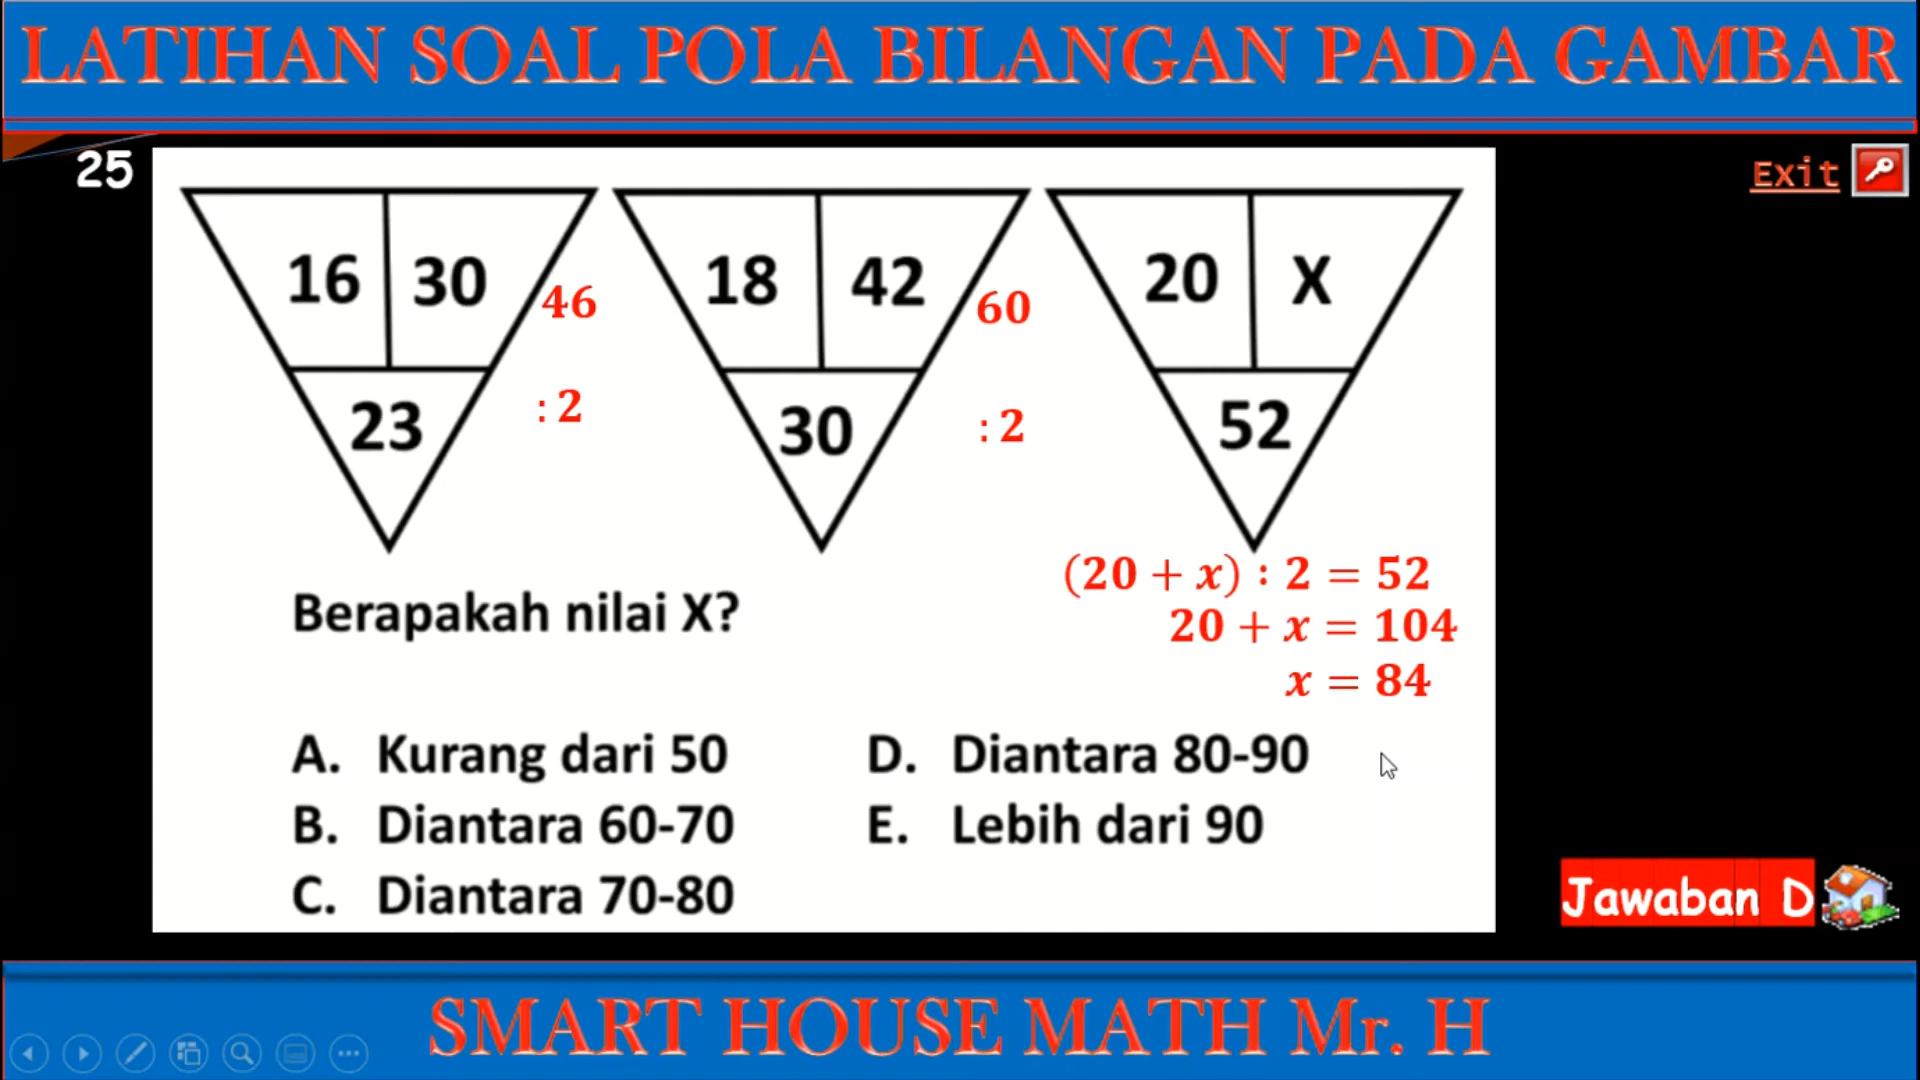 LATIHAN SOAL POLA BILANGAN PADA GAMBAR
25
Exit
16 30 46
23 : 2
18 42 60
30 : 2
20 X
52
(20 + x) : 2 = 52
20 + x = 104
x = 84
Berapakah nilai X?
A. Kurang dari 50
B. Diantara 60-70
C. Diantara 70-80
D. Diantara 80-90
E. Lebih dari 90
Jawaban D
SMART HOUSE MATH Mr. H